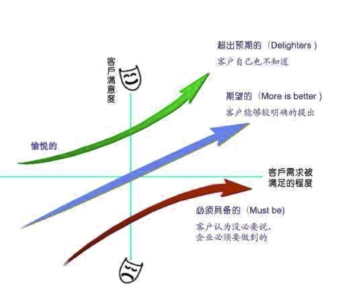 超出预期的（Delighters）
客户自己也不知道
客戶满意度
期望的（More is better）
客户能够较明确的提出
愉悦的
客戶需求被
满足的程度
必须具备的（Must be）
客户认为没必要说，
企业必须要做到的